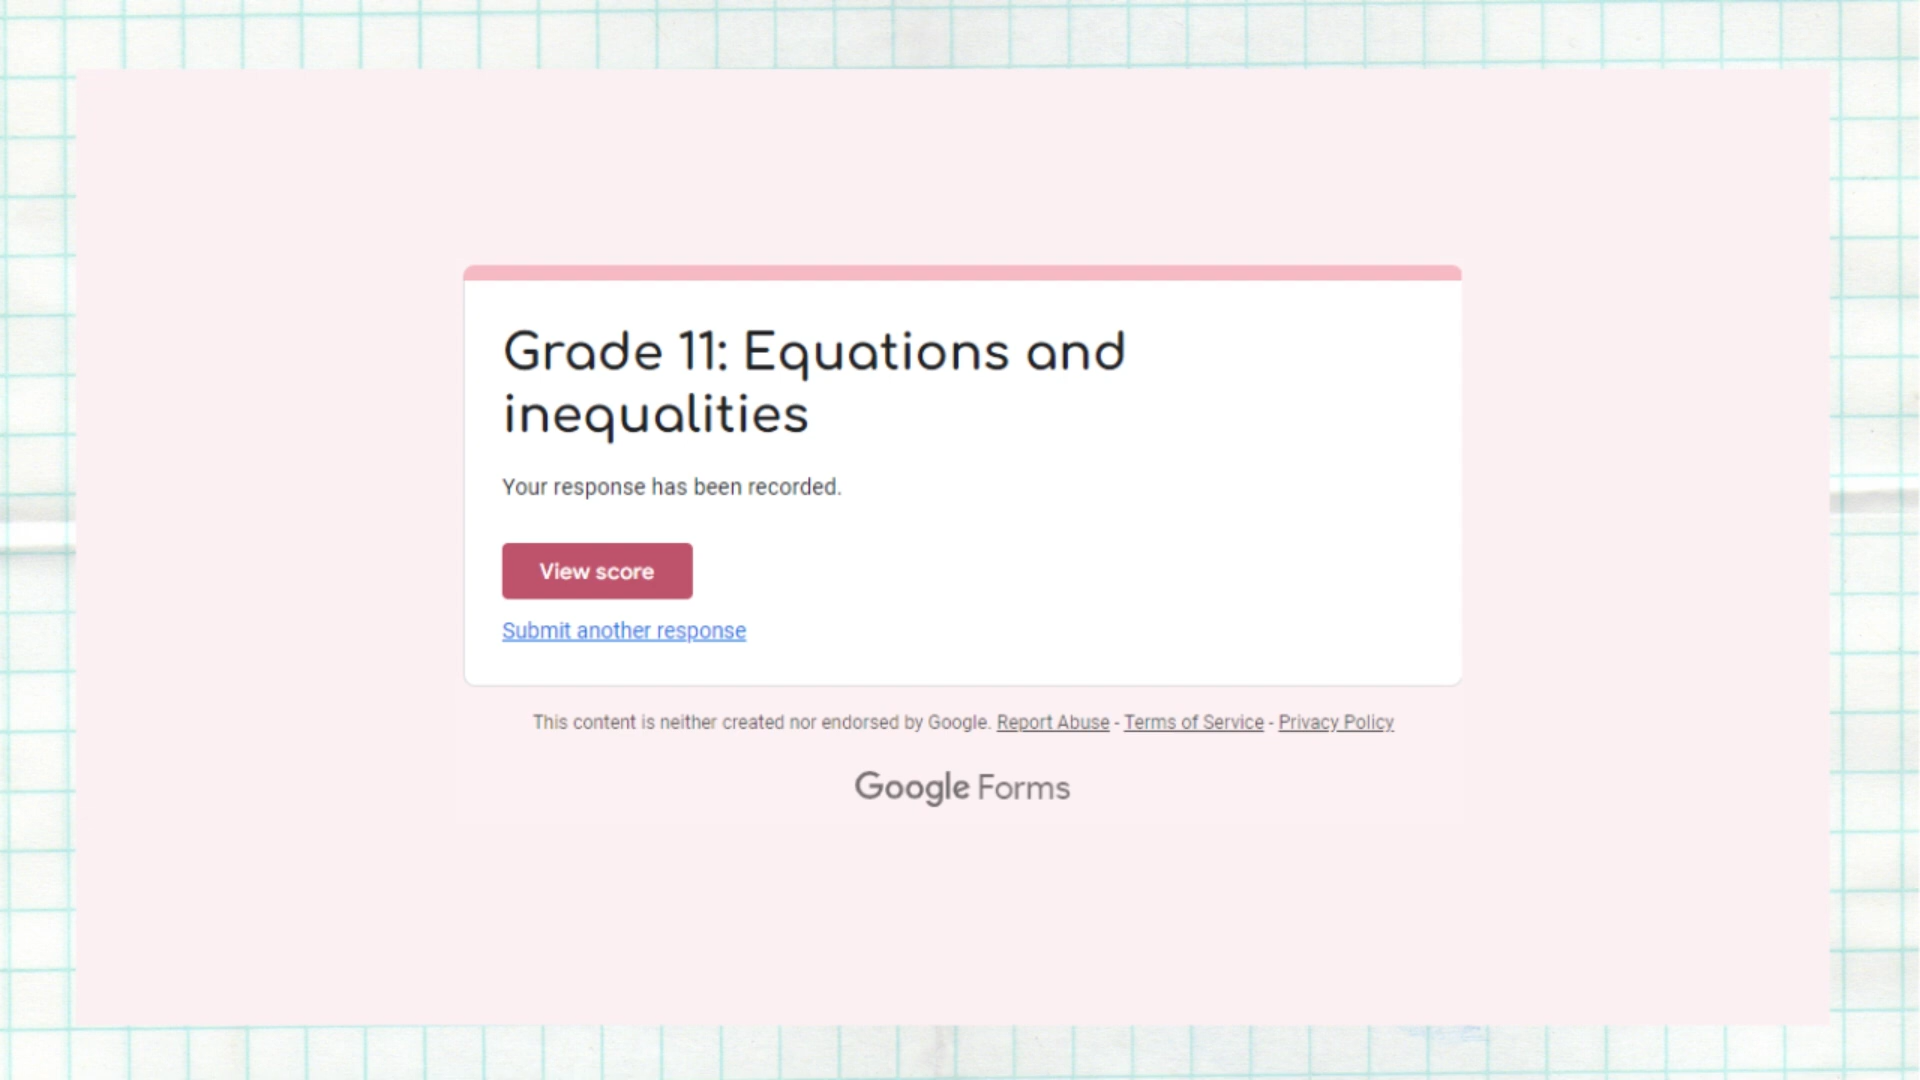 Grade 11: Equations and
inequalities
Your response has been recorded.
View score
Submit another response
This content is neither created nor endorsed by Google. Report Abuse - Terms of Service - Privacy Policy
Google Forms